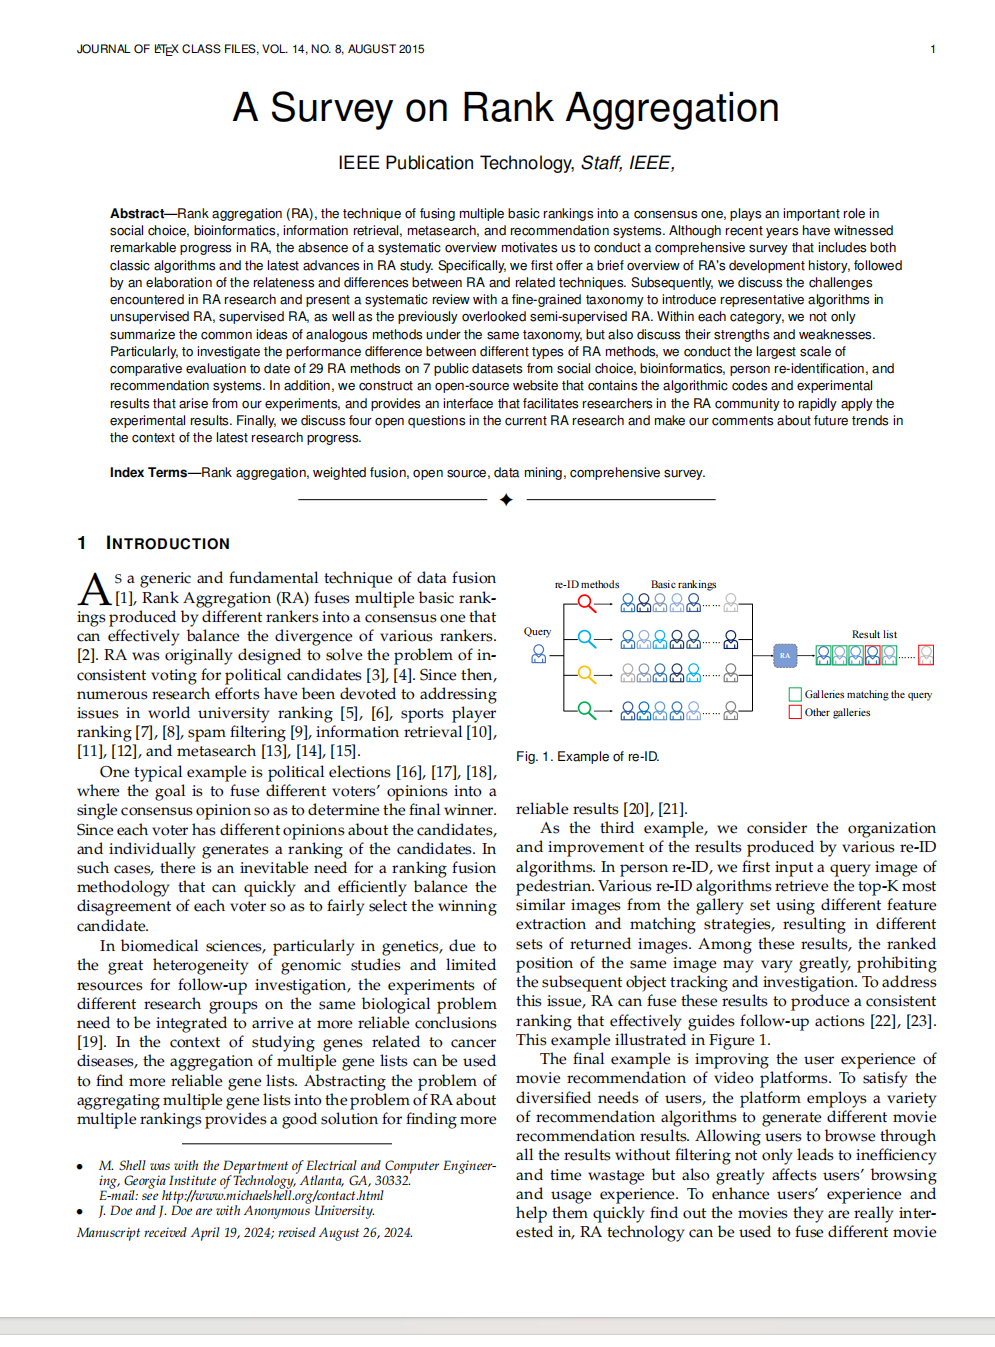 JOURNAL OF LATEX CLASS FILES, VOL. 14, NO. 8, AUGUST 2015
1
A Survey on Rank Aggregation
IEEE Publication Technology, Staff, IEEE,
Abstract—Rank aggregation (RA), the technique of fusing multiple basic rankings into a consensus one, plays an important role in
social choice, bioinformatics, information retrieval, metasearch, and recommendation systems. Although recent years have witnessed
remarkable progress in RA, the absence of a systematic overview motivates us to conduct a comprehensive survey that includes both
classic algorithms and the latest advances in RA study. Specifically, we first offer a brief overview of RA's development history, followed
by an elaboration of the relateness and differences between RA and related techniques. Subsequently, we discuss the challenges
encountered in RA research and present a systematic review with a fine-grained taxonomy to introduce representative algorithms in
unsupervised RA, supervised RA, as well as the previously overlooked semi-supervised RA. Within each category, we not only
summarize the common ideas of analogous methods under the same taxonomy, but also discuss their strengths and weaknesses.
Particularly, to investigate the performance difference between different types of RA methods, we conduct the largest scale of
comparative evaluation to date of 29 RA methods on 7 public datasets from social choice, bioinformatics, person re-identification, and
recommendation systems. In addition, we construct an open-source website that contains the algorithmic codes and experimental
results that arise from our experiments, and provides an interface that facilitates researchers in the RA community to rapidly apply the
experimental results. Finally, we discuss four open questions in the current RA research and make our comments about future trends in
the context of the latest research progress.
Index Terms—Rank aggregation, weighted fusion, open source, data mining, comprehensive survey.
1 INTRODUCTION
AS a generic and fundamental technique of data fusion
[1], Rank Aggregation (RA) fuses multiple basic rank-
ings produced by different rankers into a consensus one that
can effectively balance the divergence of various rankers.
[2]. RA was originally designed to solve the problem of in-
consistent voting for political candidates [3], [4]. Since then,
numerous research efforts have been devoted to addressing
issues in world university ranking [5], [6], sports player
ranking [7], [8], spam filtering [9], information retrieval [10],
[11], [12], and metasearch [13], [14], [15].
One typical example is political elections [16], [17], [18],
where the goal is to fuse different voters' opinions into a
single consensus opinion so as to determine the final winner.
Since each voter has different opinions about the candidates,
and individually generates a ranking of the candidates. In
such cases, there is an inevitable need for a ranking fusion
methodology that can quickly and efficiently balance the
disagreement of each voter so as to fairly select the winning
candidate.
In biomedical sciences, particularly in genetics, due to
the great heterogeneity of genomic studies and limited
resources for follow-up investigation, the experiments of
different research groups on the same biological problem
need to be integrated to arrive at more reliable conclusions
[19]. In the context of studying genes related to cancer
diseases, the aggregation of multiple gene lists can be used
to find more reliable gene lists. Abstracting the problem of
aggregating multiple gene lists into the problem of RA about
multiple rankings provides a good solution for finding more
• M. Shell was with the Department of Electrical and Computer Engineer-
ing, Georgia Institute of Technology, Atlanta, GA, 30332.
E-mail: see http://www.michaelshell.org/contact.html
• J. Doe and J. Doe are with Anonymous University.
Manuscript received April 19, 2024; revised August 26, 2024.
re-ID methods
Basic rankings
Query
......
......
......
......
RA
Result list
......
Galleries matching the query
Other galleries
Fig. 1. Example of re-ID.
reliable results [20], [21].
As the third example, we consider the organization
and improvement of the results produced by various re-ID
algorithms. In person re-ID, we first input a query image of
pedestrian. Various re-ID algorithms retrieve the top-K most
similar images from the gallery set using different feature
extraction and matching strategies, resulting in different
sets of returned images. Among these results, the ranked
position of the same image may vary greatly, prohibiting
the subsequent object tracking and investigation. To address
this issue, RA can fuse these results to produce a consistent
ranking that effectively guides follow-up actions [22], [23].
This example illustrated in Figure 1.
The final example is improving the user experience of
movie recommendation of video platforms. To satisfy the
diversified needs of users, the platform employs a variety
of recommendation algorithms to generate different movie
recommendation results. Allowing users to browse through
all the results without filtering not only leads to inefficiency
and time wastage but also greatly affects users' browsing
and usage experience. To enhance users' experience and
help them quickly find out the movies they are really inter-
ested in, RA technology can be used to fuse different movie